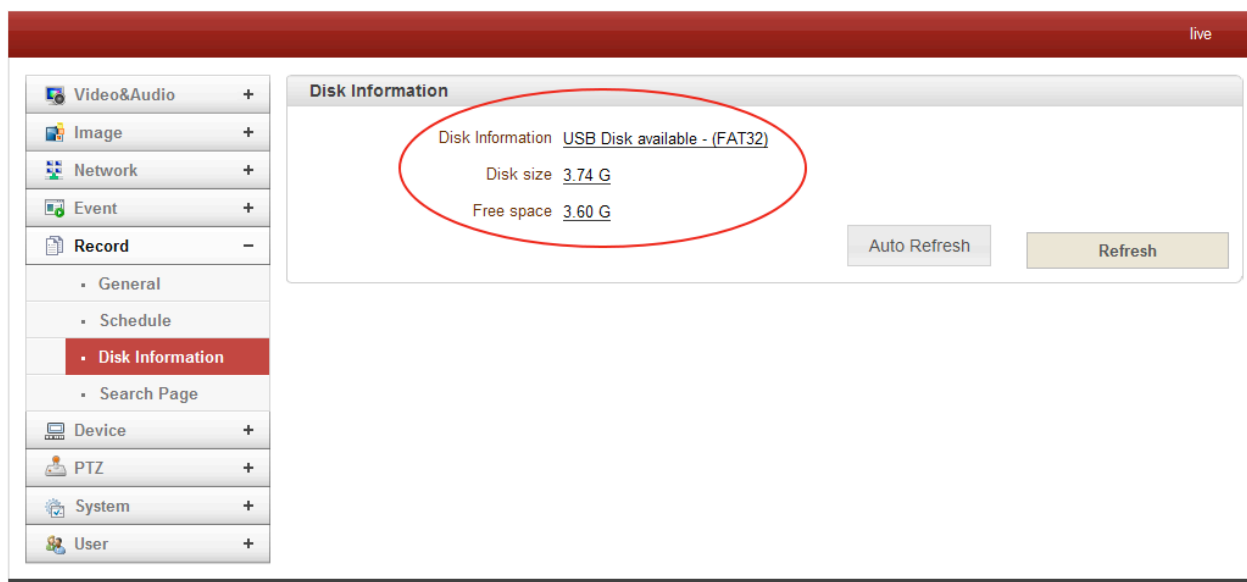 live
Video&Audio +
Image +
Network +
Event +
Record −
General
Schedule
Disk Information
Search Page
Device +
PTZ +
System +
User +
Disk Information
Disk Information USB Disk available - (FAT32)
Disk size 3.74 G
Free space 3.60 G
Auto Refresh Refresh